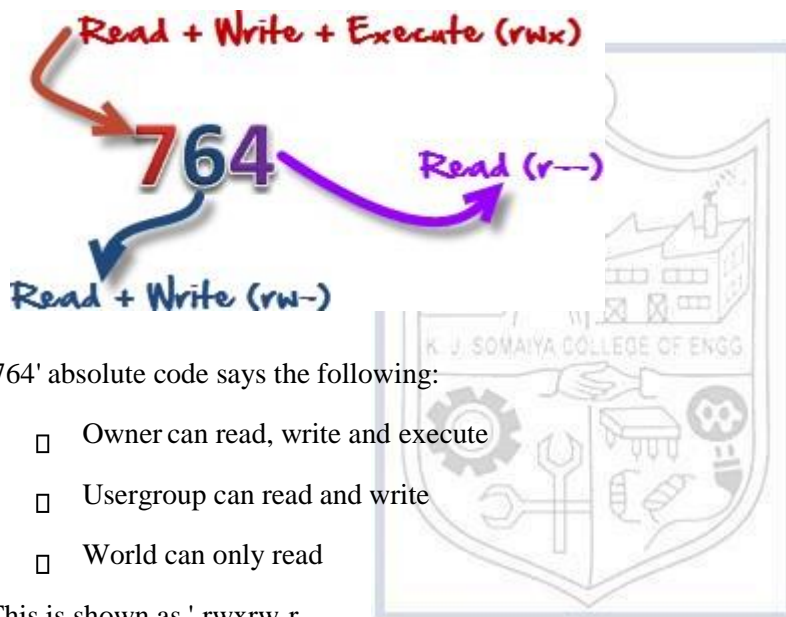 Read + Write + Execute (rwx)
764
Read (r--)
Read + Write (rw-)
K. J. SOMAIYA COLLEGE OF ENGG
764' absolute code says the following:
Owner can read, write and execute
Usergroup can read and write
World can only read
This is shown as '-rwxrw-r